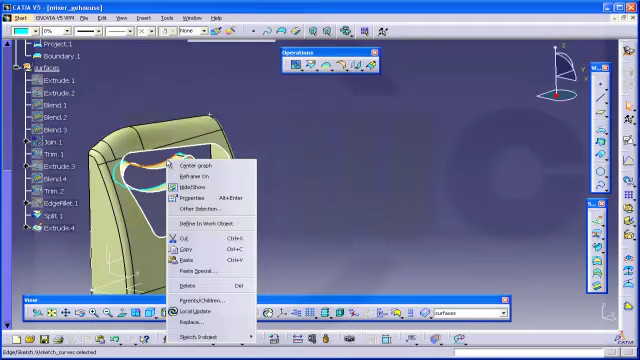 CATIA V5 - [mixer_gehause]
Start ENOVIA V5 VPM File Edit View Insert Tools Window Help
0% None
Operations
Project.1
Boundary.1
surfaces
Extrude.1
Extrude.2
Blend.1
Blend.2
Blend.3
Join.1
Trim.1
Extrude.3
Blend.4
Trim.2
EdgeFillet.1
Split.1
Extrude.4
Center graph
Reframe On
Hide/Show
Properties Alt+Enter
Other Selection...
Define In Work Object
Cut Ctrl+X
Copy Ctrl+C
Paste Ctrl+V
Paste Special...
Delete Del
Parents/Children...
Local Update
Replace...
Sketch.9 object
View
surfaces
Edge/Sketch.9/sketch_curves selected
CATIA